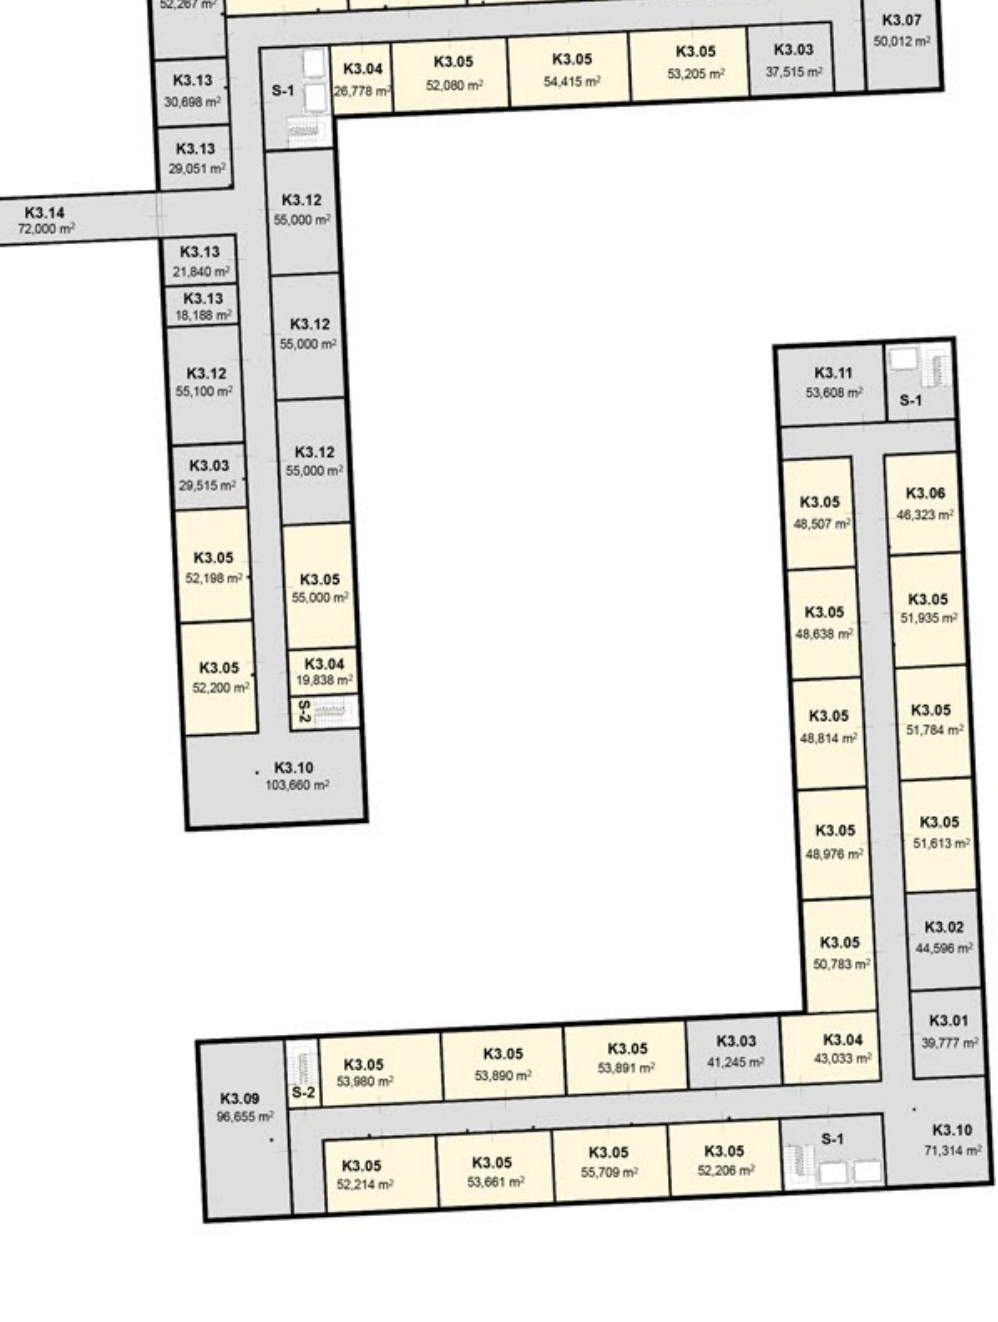 52,267 m²
K3.07
50,012 m²
K3.13
30,698 m²
S-1
K3.04
26,778 m²
K3.05
52,080 m²
K3.05
54,415 m²
K3.05
53,205 m²
K3.03
37,515 m²
K3.13
29,051 m²
K3.14
72,000 m²
K3.12
55,000 m²
K3.13
21,840 m²
K3.13
18,188 m²
K3.12
55,000 m²
K3.12
55,100 m²
K3.12
55,000 m²
K3.03
29,515 m²
K3.05
52,198 m²
K3.05
55,000 m²
K3.05
52,200 m²
K3.04
19,838 m²
S-2
K3.10
103,660 m²
K3.11
53,608 m²
S-1
K3.05
48,507 m²
K3.06
46,323 m²
K3.05
48,638 m²
K3.05
51,935 m²
K3.05
48,814 m²
K3.05
51,784 m²
K3.05
48,976 m²
K3.05
51,613 m²
K3.05
50,783 m²
K3.02
44,596 m²
K3.01
39,777 m²
K3.09
96,655 m²
S-2
K3.05
53,980 m²
K3.05
53,890 m²
K3.05
53,891 m²
K3.03
41,245 m²
K3.04
43,033 m²
K3.05
52,214 m²
K3.05
53,661 m²
K3.05
55,709 m²
K3.05
52,206 m²
S-1
K3.10
71,314 m²